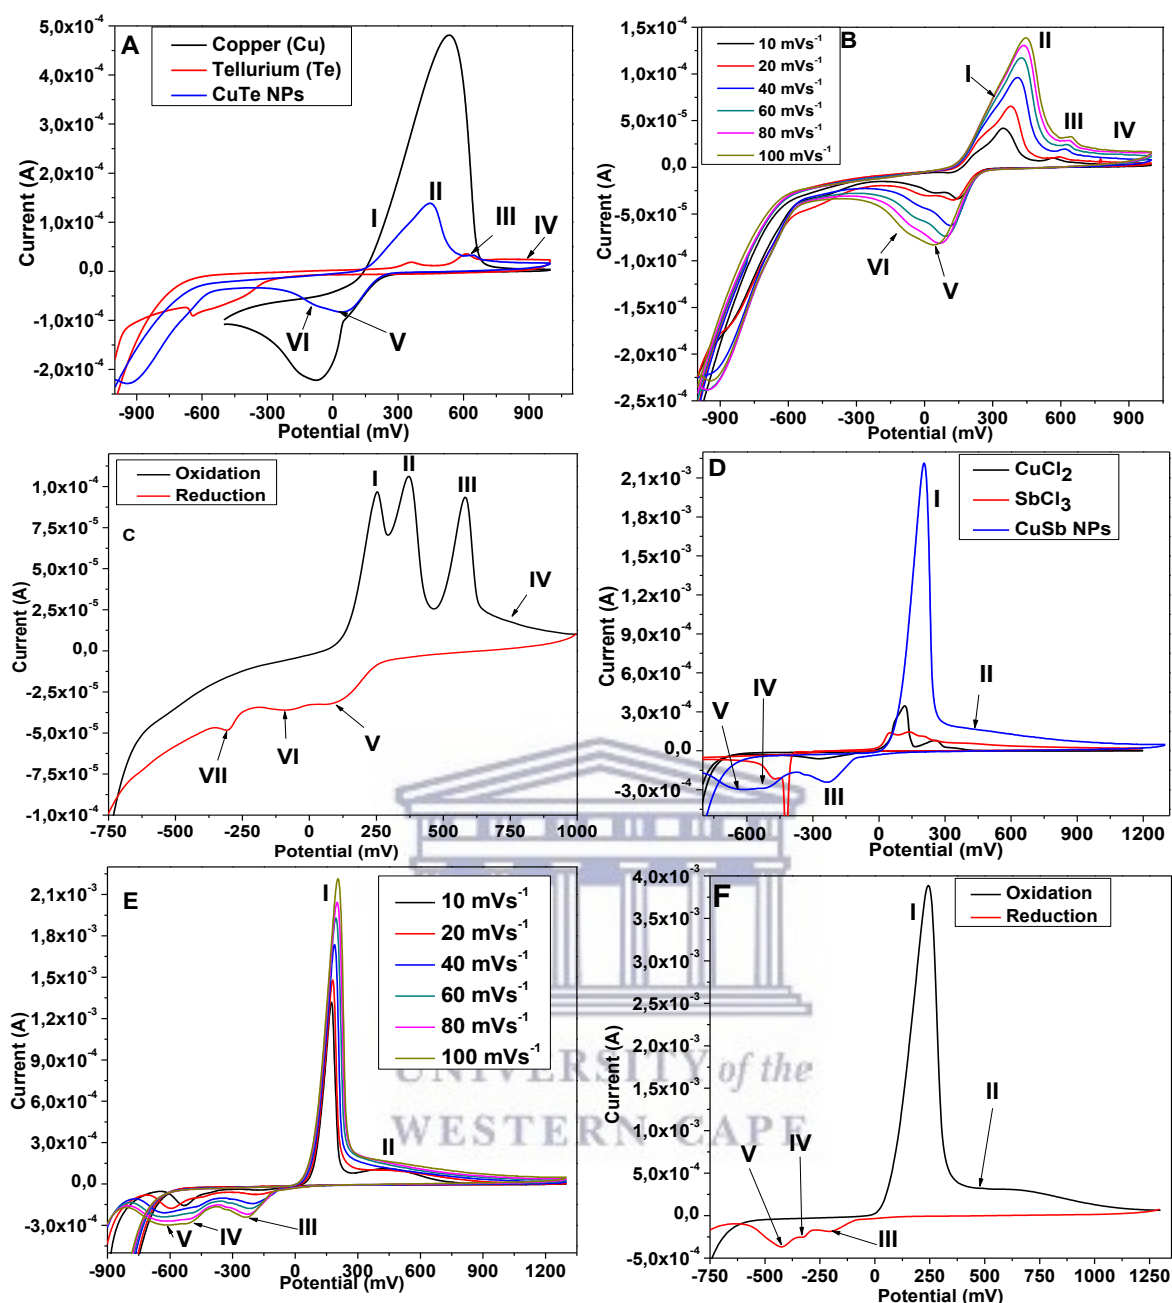 A
Copper (Cu)
Tellurium (Te)
CuTe NPs
5,0x10⁻⁴
4,0x10⁻⁴
3,0x10⁻⁴
2,0x10⁻⁴
1,0x10⁻⁴
0,0
-1,0x10⁻⁴
-2,0x10⁻⁴
Current (A)
I
II
III
IV
V
VI
-900 -600 -300 0 300 600 900
Potential (mV)
B
10 mVs⁻¹
20 mVs⁻¹
40 mVs⁻¹
60 mVs⁻¹
80 mVs⁻¹
100 mVs⁻¹
1,5x10⁻⁴
1,0x10⁻⁴
5,0x10⁻⁵
0,0
-5,0x10⁻⁵
-1,0x10⁻⁴
-1,5x10⁻⁴
-2,0x10⁻⁴
-2,5x10⁻⁴
Current (A)
I
II
III
IV
V
VI
-900 -600 -300 0 300 600 900
Potential (mV)
C
Oxidation
Reduction
1,0x10⁻⁴
7,5x10⁻⁵
5,0x10⁻⁵
2,5x10⁻⁵
0,0
-2,5x10⁻⁵
-5,0x10⁻⁵
-7,5x10⁻⁵
-1,0x10⁻⁴
Current (A)
I
II
III
IV
V
VI
VII
-750 -500 -250 0 250 500 750 1000
Potential (mV)
D
CuCl₂
SbCl₃
CuSb NPs
2,1x10⁻³
1,8x10⁻³
1,5x10⁻³
1,2x10⁻³
9,0x10⁻⁴
6,0x10⁻⁴
3,0x10⁻⁴
0,0
-3,0x10⁻⁴
Current (A)
I
II
III
IV
V
-600 -300 0 300 600 900 1200
Potential (mV)
E
10 mVs⁻¹
20 mVs⁻¹
40 mVs⁻¹
60 mVs⁻¹
80 mVs⁻¹
100 mVs⁻¹
2,1x10⁻³
1,8x10⁻³
1,5x10⁻³
1,2x10⁻³
9,0x10⁻⁴
6,0x10⁻⁴
3,0x10⁻⁴
0,0
-3,0x10⁻⁴
Current (A)
I
II
III
IV
V
-900 -600 -300 0 300 600 900 1200
Potential (mV)
F
Oxidation
Reduction
4,0x10⁻³
3,5x10⁻³
3,0x10⁻³
2,5x10⁻³
2,0x10⁻³
1,5x10⁻³
1,0x10⁻³
5,0x10⁻⁴
0,0
-5,0x10⁻⁴
Current (A)
I
II
III
IV
V
-750 -500 -250 0 250 500 750 1000 1250
Potential (mV)
UNIVERSITY of the
WESTERN CAPE